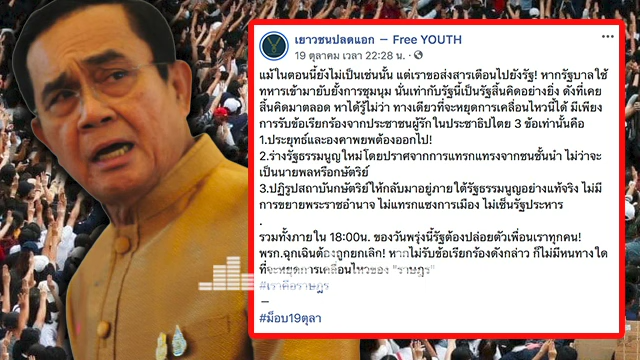 เยาวชนปลดแอก – Free YOUTH
19 ตุลาคม เวลา 22:28 น. ·
แม้ในตอนนี้ยังไม่เป็นเช่นนั้น แต่เราขอส่งสารเตือนไปยังรัฐ! หากรัฐบาลใช้
ทหารเข้ามายับยั้งการชุมนุม นั่นเท่ากับรัฐนี้เป็นรัฐสิ้นคิดอย่างยิ่ง ดังที่เคย
สิ้นคิดมาตลอด หาได้รู้ไม่ว่า ทางเดียวที่จะหยุดการเคลื่อนไหวนี้ได้ มีเพียง
การรับข้อเรียกร้องจากประชาชนผู้รักในประชาธิปไตย 3 ข้อเท่านั้นคือ
1.ประยุทธ์และองคาพยพต้องออกไป!
2.ร่างรัฐธรรมนูญใหม่โดยปราศจากการแทรกแทรงจากชนชั้นนำ ไม่ว่าจะ
เป็นนายพลหรือกษัตริย์
3.ปฏิรูปสถาบันกษัตริย์ให้กลับมาอยู่ภายใต้รัฐธรรมนูญอย่างแท้จริง ไม่มี
การขยายพระราชอำนาจ ไม่แทรกแซงการเมือง ไม่เซ็นรัฐประหาร
.
รวมทั้งภายใน 18:00น. ของวันพรุ่งนี้รัฐต้องปล่อยตัวเพื่อนเราทุกคน!
พรก.ฉุกเฉินต้องถูกยกเลิก! หากไม่รับข้อเรียกร้องดังกล่าว ก็ไม่มีหนทางใด
ที่จะหยุดการเคลื่อนไหวของ "ราษฎร"
#เราคือราษฎร
–
#ม็อบ19ตุลา